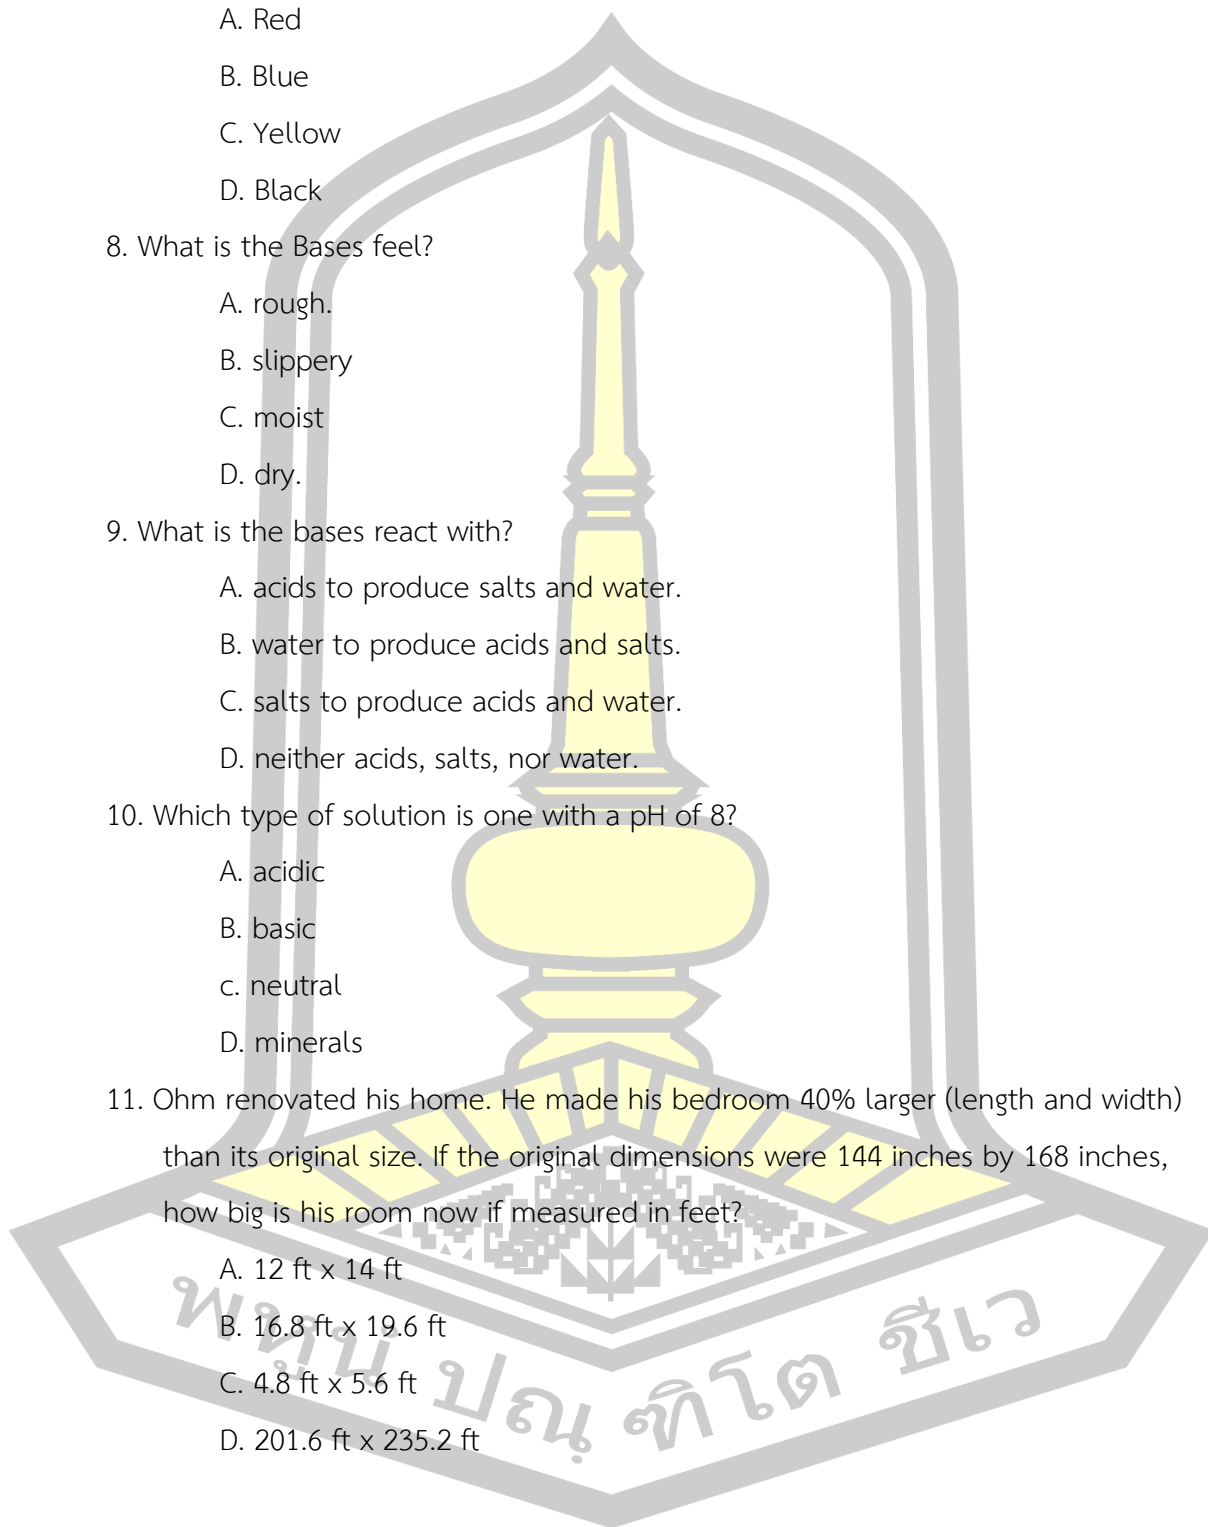 A. Red
B. Blue
C. Yellow
D. Black
8. What is the Bases feel?
A. rough.
B. slippery
C. moist
D. dry.
9. What is the bases react with?
A. acids to produce salts and water.
B. water to produce acids and salts.
C. salts to produce acids and water.
D. neither acids, salts, nor water.
10. Which type of solution is one with a pH of 8?
A. acidic
B. basic
c. neutral
D. minerals
11. Ohm renovated his home. He made his bedroom 40% larger (length and width)
than its original size. If the original dimensions were 144 inches by 168 inches,
how big is his room now if measured in feet?
A. 12 ft x 14 ft
B. 16.8 ft x 19.6 ft
C. 4.8 ft x 5.6 ft
D. 201.6 ft x 235.2 ft
พหูนํ ปณฺฑิโต ชีเว